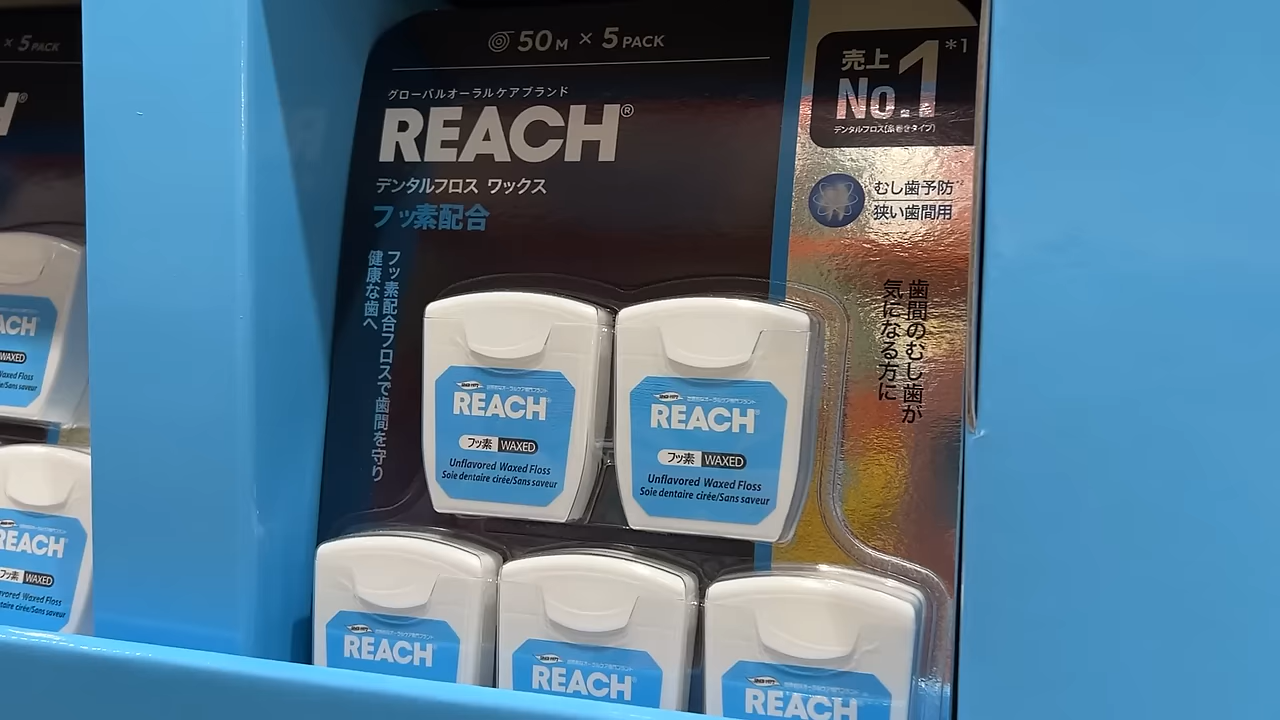 × 5 PACK
50M × 5 PACK
グローバルオーラルケアブランド
REACH®
デンタルフロス ワックス
フッ素配合
フッ素配合フロスで歯間を守り
健康な歯へ
売上
No.1*1
デンタルフロス[糸巻きタイプ]
むし歯予防
狭い歯間用
歯間のむし歯が
気になる方に
REACH
フッ素 WAXED
Unflavored Waxed Floss
Soie dentaire cirée/Sans saveur
REACH
フッ素 WAXED
Unflavored Waxed Floss
Soie dentaire cirée/Sans saveur
REACH
REACH
REACH
ACH
WAXED
Waxed Floss
REACH
フッ素 WAXED
vored Waxed Floss
taire cirée/Sans saveur